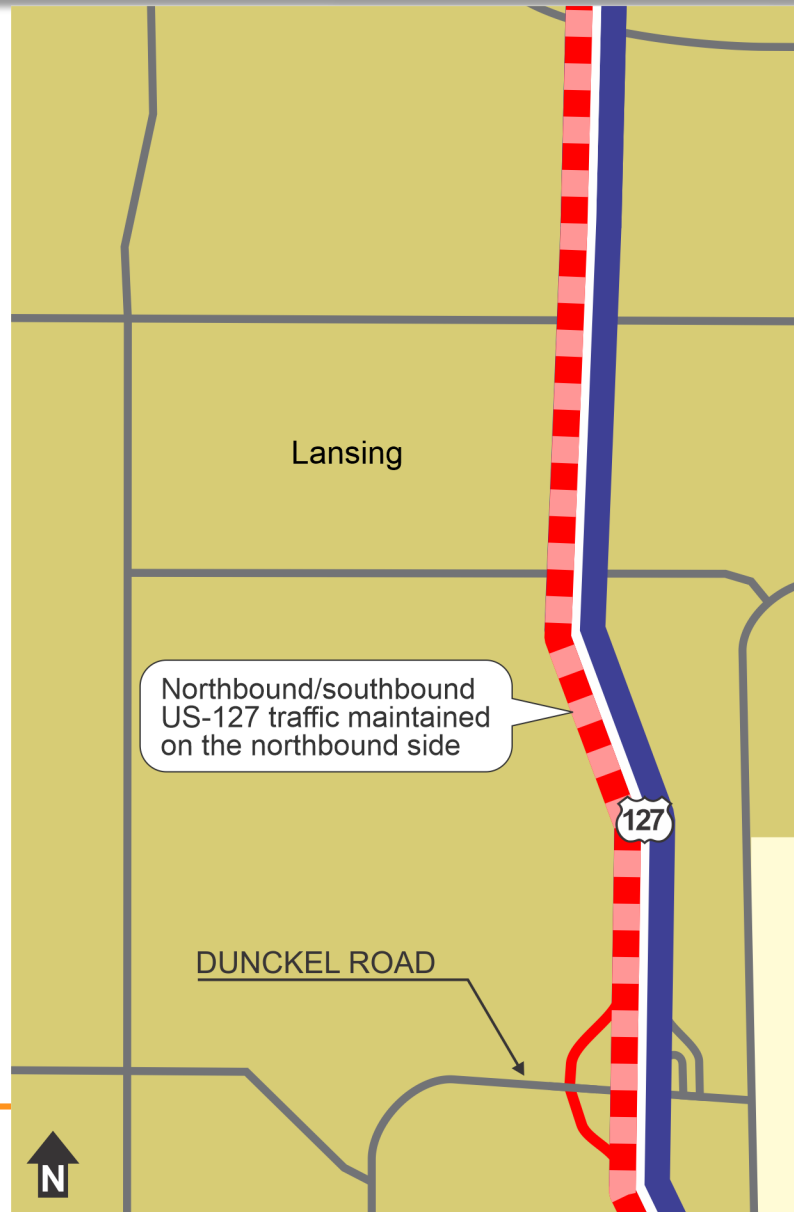 Lansing
Northbound/southbound
US-127 traffic maintained
on the northbound side
127
DUNCKEL ROAD
N